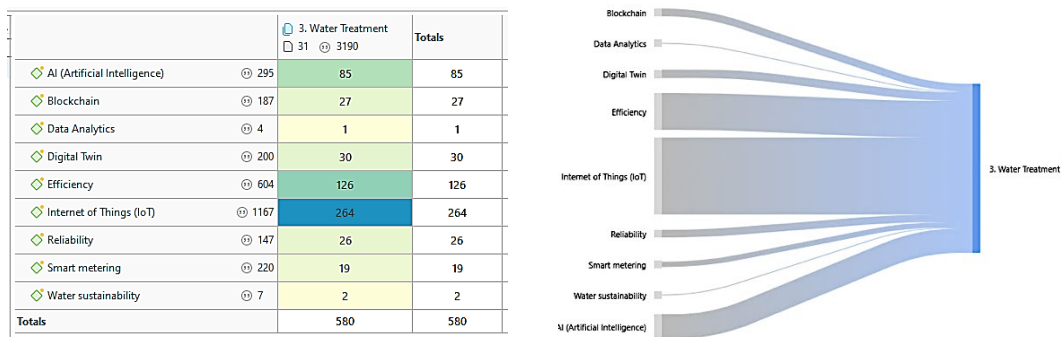 3. Water Treatment
31 3190
Totals
AI (Artificial Intelligence) 295 85 85
Blockchain 187 27 27
Data Analytics 4 1 1
Digital Twin 200 30 30
Efficiency 604 126 126
Internet of Things (IoT) 1167 264 264
Reliability 147 26 26
Smart metering 220 19 19
Water sustainability 7 2 2
Totals 580 580
Blockchain
Data Analytics
Digital Twin
Efficiency
Internet of Things (IoT)
3. Water Treatment
Reliability
Smart metering
Water sustainability
AI (Artificial Intelligence)